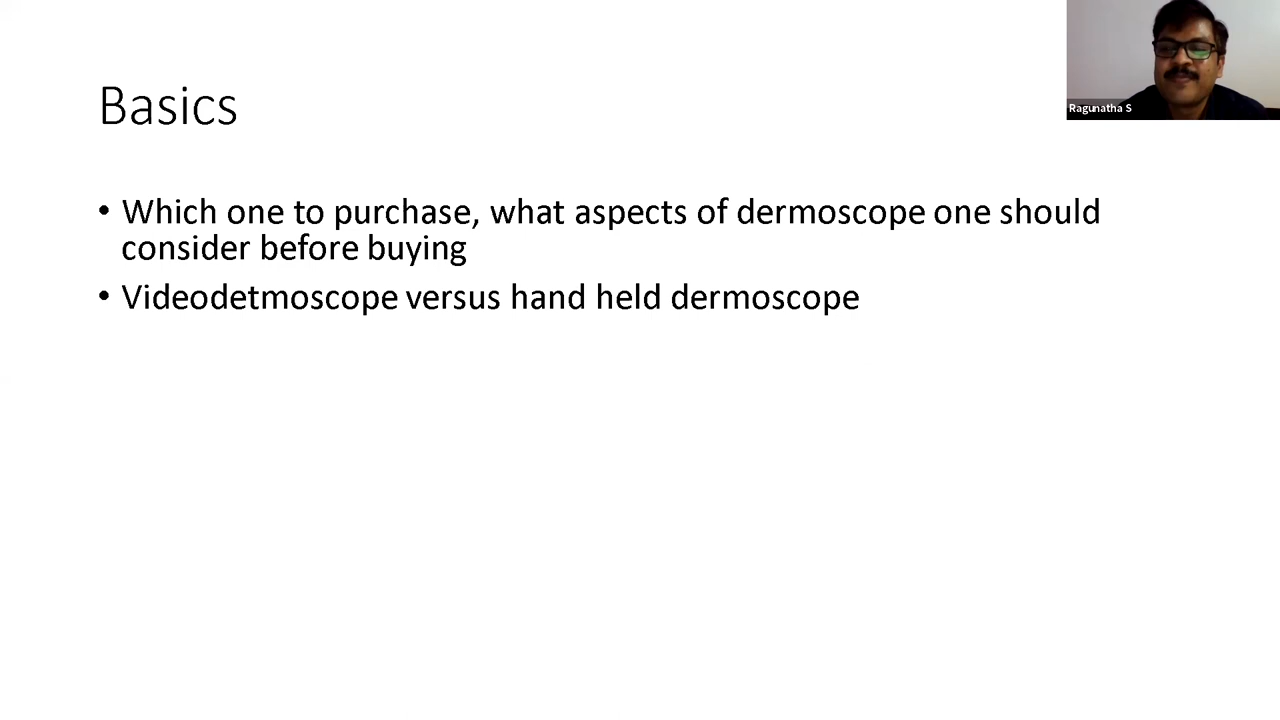 Basics
Ragunatha S
• Which one to purchase, what aspects of dermoscope one should
consider before buying
• Videodetmoscope versus hand held dermoscope